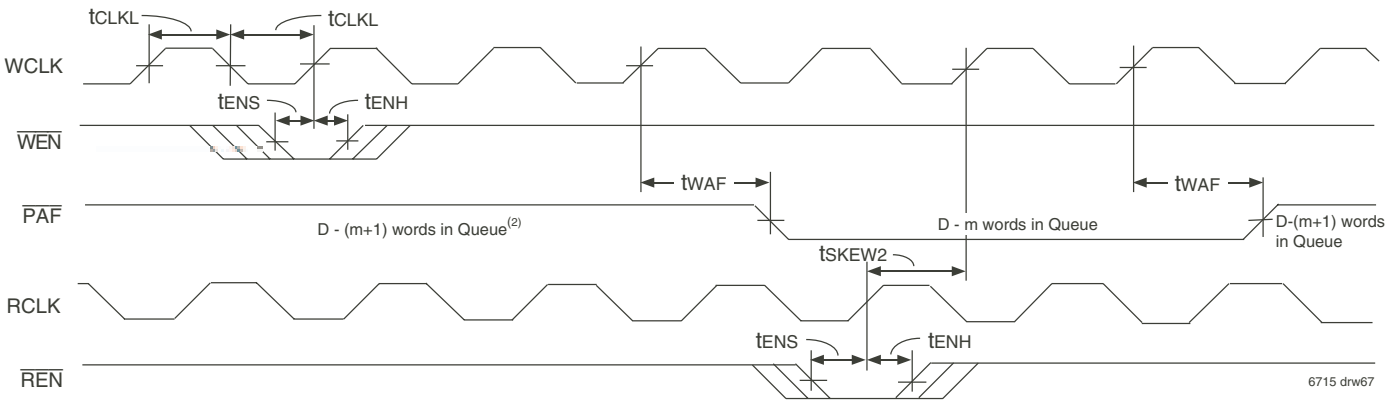 tCLKL
tCLKL
WCLK
tENS
tENH
WEN
tWAF
tWAF
PAF
D - (m+1) words in Queue(2)
D - m words in Queue
D-(m+1) words
in Queue
tSKEW2
RCLK
tENS
tENH
REN
6715 drw67